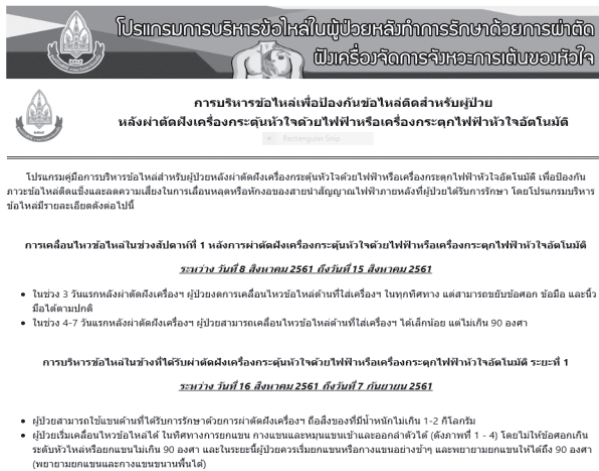 โปรแกรมการบริหารข้อไหล่ในผู้ป่วยหลังทำการรักษาด้วยการผ่าตัด
ฝังเครื่องจัดการจังหวะการเต้นของหัวใจ
การบริหารข้อไหล่เพื่อป้องกันข้อไหล่ติดสำหรับผู้ป่วย
หลังผ่าตัดฝังเครื่องกระตุ้นหัวใจด้วยไฟฟ้าหรือเครื่องกระตุกไฟฟ้าหัวใจอัตโนมัติ
Rectangular Snip
โปรแกรมคู่มือการบริหารข้อไหล่สำหรับผู้ป่วยหลังผ่าตัดฝังเครื่องกระตุ้นหัวใจด้วยไฟฟ้าหรือเครื่องกระตุกไฟฟ้าหัวใจอัตโนมัติ เพื่อป้องกัน
ภาวะข้อไหล่ติดแข็งและลดความเสี่ยงในการเลื่อนหลุดหรือหักงอของสายนำสัญญาณไฟฟ้าภายหลังที่ผู้ป่วยได้รับการรักษา โดยโปรแกรมบริหาร
ข้อไหล่มีรายละเอียดดังต่อไปนี้
การเคลื่อนไหวข้อไหล่ในช่วงสัปดาห์ที่ 1 หลังการผ่าตัดฝังเครื่องกระตุ้นหัวใจด้วยไฟฟ้าหรือเครื่องกระตุกไฟฟ้าหัวใจอัตโนมัติ
ระหว่าง วันที่ 8 สิงหาคม 2561 ถึงวันที่ 15 สิงหาคม 2561
• ในช่วง 3 วันแรกหลังผ่าตัดฝังเครื่องฯ ผู้ป่วยงดการเคลื่อนไหวข้อไหล่ด้านที่ใส่เครื่องฯ ในทุกทิศทาง แต่สามารถขยับข้อศอก ข้อมือ และนิ้ว
มือได้ตามปกติ
• ในช่วง 4-7 วันแรกหลังผ่าตัดฝังเครื่องฯ ผู้ป่วยสามารถเคลื่อนไหวข้อไหล่ด้านที่ใส่เครื่องฯ ได้เล็กน้อย แต่ไม่เกิน 90 องศา
การบริหารข้อไหล่ในข้างที่ได้รับผ่าตัดฝังเครื่องกระตุ้นหัวใจด้วยไฟฟ้าหรือเครื่องกระตุกไฟฟ้าหัวใจอัตโนมัติ ระยะที่ 1
ระหว่าง วันที่ 16 สิงหาคม 2561 ถึงวันที่ 7 กันยายน 2561
• ผู้ป่วยสามารถใช้แขนด้านที่ได้รับการรักษาด้วยการผ่าตัดฝังเครื่องฯ ถือสิ่งของที่มีน้ำหนักไม่เกิน 1-2 กิโลกรัม
• ผู้ป่วยเริ่มเคลื่อนไหวข้อไหล่ได้ ในทิศทางการยกแขน กางแขนและหมุนแขนเข้าและออกลำตัวได้ (ดังภาพที่ 1 - 4) โดยไม่ให้ข้อศอกเกิน
ระดับหัวไหล่หรือยกแขนไม่เกิน 90 องศา และในระยะนี้ผู้ป่วยควรเริ่มยกแขนหรือกางแขนอย่างช้าๆ และพยายามยกแขนให้ได้ถึง 90 องศา
(พยายามยกแขนและกางแขนขนานพื้นได้)